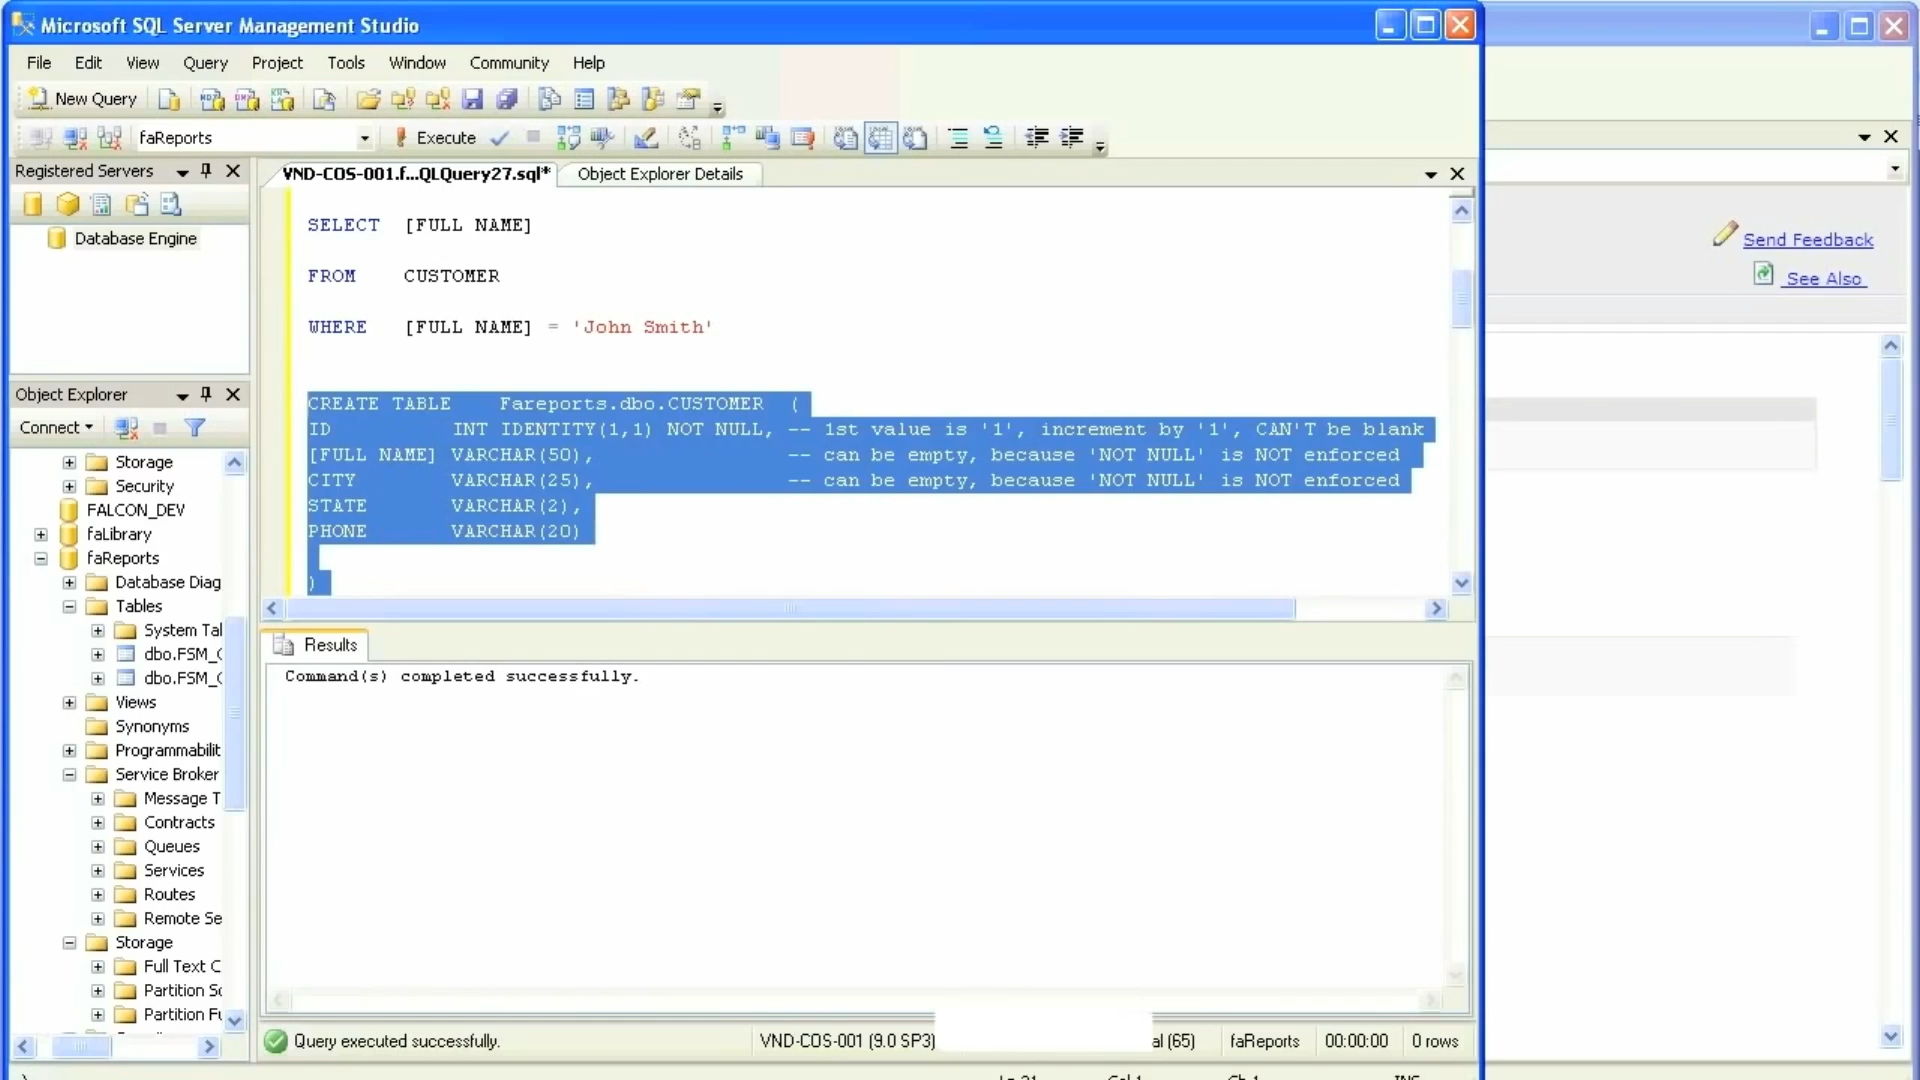 Microsoft SQL Server Management Studio
File Edit View Query Project Tools Window Community Help
New Query
faReports Execute
Registered Servers
Database Engine
Object Explorer
Connect
Storage
Security
FALCON_DEV
faLibrary
faReports
Database Diag
Tables
System Tal
dbo.FSM_
dbo.FSM_
Views
Synonyms
Programmabilit
Service Broker
Message T
Contracts
Queues
Services
Routes
Remote Se
Storage
Full Text C
Partition Sc
Partition Fu
VND-COS-001.f...QLQuery27.sql* Object Explorer Details
SELECT [FULL NAME]
FROM CUSTOMER
WHERE [FULL NAME] = 'John Smith'
CREATE TABLE Fareports.dbo.CUSTOMER (
ID INT IDENTITY(1,1) NOT NULL, -- 1st value is '1', increment by '1', CAN'T be blank
[FULL NAME] VARCHAR(50), -- can be empty, because 'NOT NULL' is NOT enforced
CITY VARCHAR(25), -- can be empty, because 'NOT NULL' is NOT enforced
STATE VARCHAR(2),
PHONE VARCHAR(20)
)
Results
Command(s) completed successfully.
Query executed successfully. VND-COS-001 (9.0 SP3) al (65) faReports 00:00:00 0 rows
Send Feedback
See Also